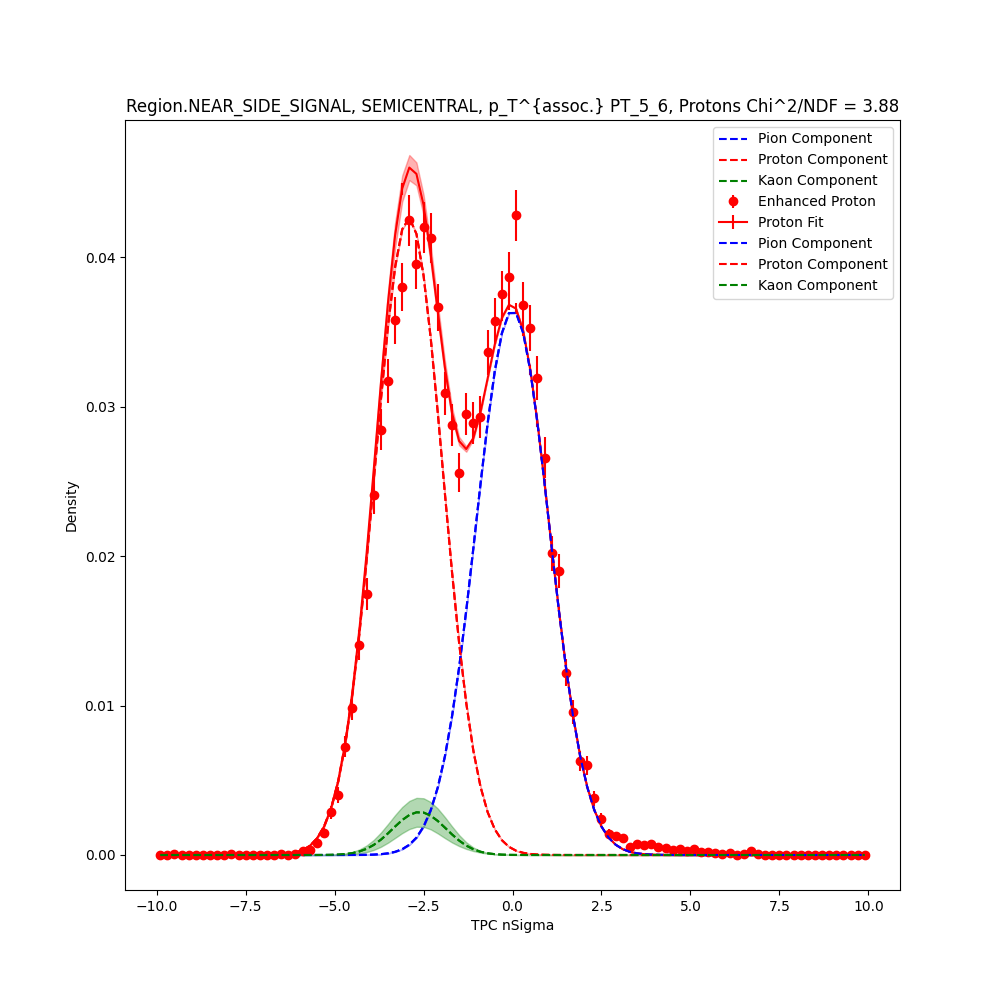 Region.NEAR_SIDE_SIGNAL, SEMICENTRAL, p_T^{assoc.} PT_5_6, Protons Chi^2/NDF = 3.88
Pion Component
Proton Component
Kaon Component
Enhanced Proton
Proton Fit
Pion Component
Proton Component
Kaon Component
0.04
0.03
0.02
0.01
0.00
Density
−10.0 −7.5 −5.0 −2.5 0.0 2.5 5.0 7.5 10.0
TPC nSigma